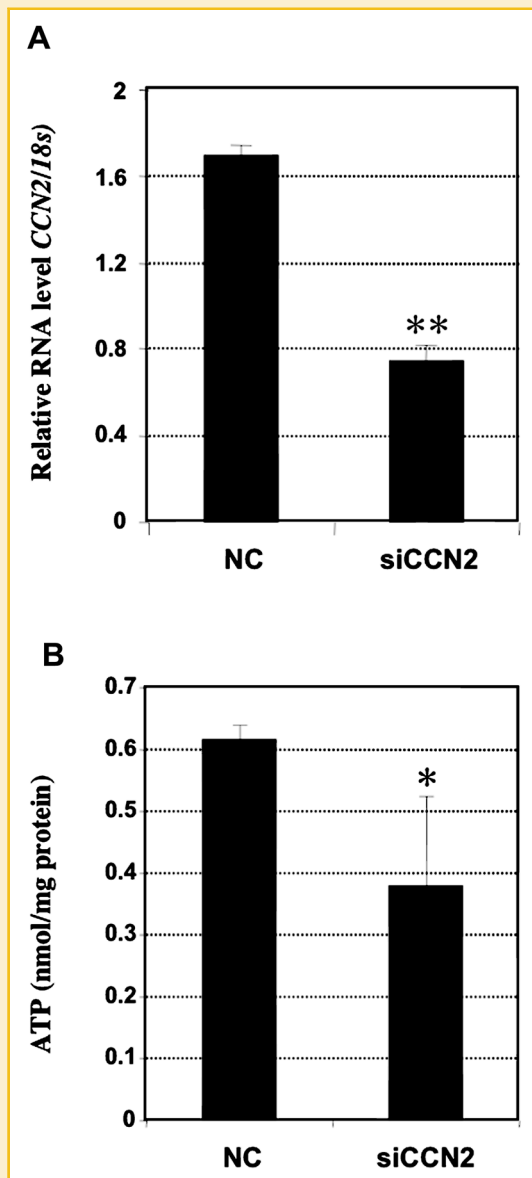 A
Relative RNA level CCN2/18s)
2
1.6
1.2
0.8
0.4
0
**
NC siCCN2
B
ATP (nmol/mg protein)
0.7
0.6
0.5
0.4
0.3
0.2
0.1
0
*
NC siCCN2